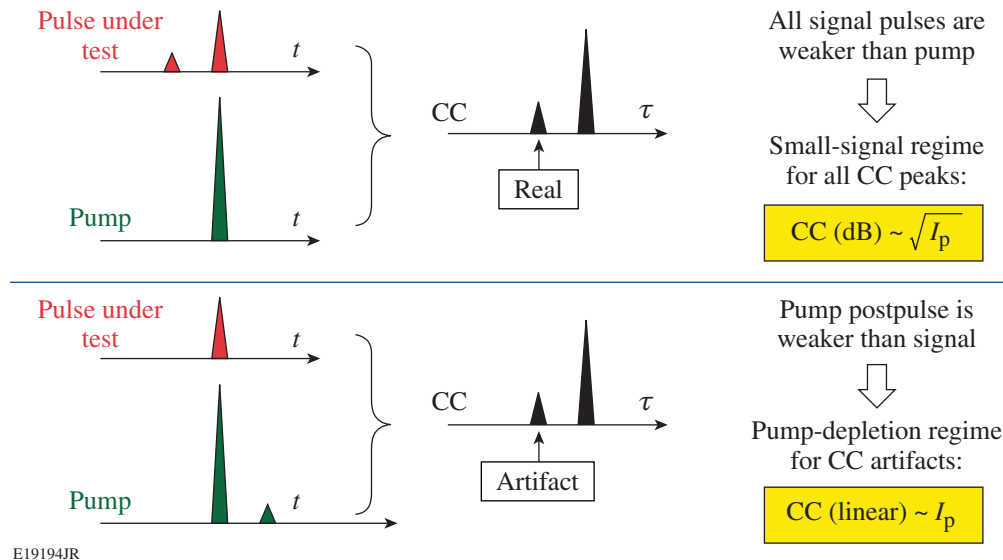 Pulse under
test
t
Pump
t
CC
τ
Real
All signal pulses are
weaker than pump
Small-signal regime
for all CC peaks:
CC (dB) ~ √Ip
Pulse under
test
t
Pump
t
CC
τ
Artifact
Pump postpulse is
weaker than signal
Pump-depletion regime
for CC artifacts:
CC (linear) ~ Ip
E19194JR